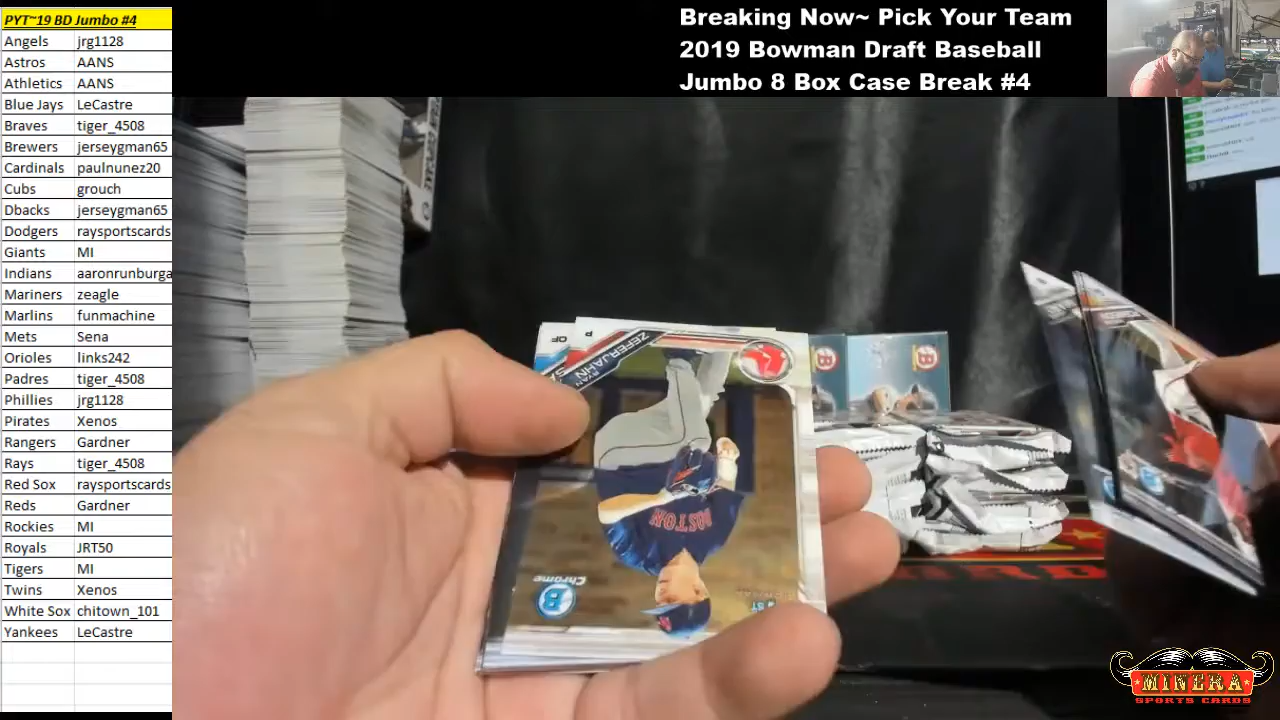 PYT~19 BD Jumbo #4
Angels jrg1128
Astros AANS
Athletics AANS
Blue Jays LeCastre
Braves tiger_4508
Brewers jerseygman65
Cardinals paulnunez20
Cubs grouch
Dbacks jerseygman65
Dodgers raysportscards
Giants MI
Indians aaronrunburga
Mariners zeagle
Marlins funmachine
Mets Sena
Orioles links242
Padres tiger_4508
Phillies jrg1128
Pirates Xenos
Rangers Gardner
Rays tiger_4508
Red Sox raysportscards
Reds Gardner
Rockies MI
Royals JRT50
Tigers MI
Twins Xenos
White Sox chitown_101
Yankees LeCastre
Breaking Now~ Pick Your Team
2019 Bowman Draft Baseball
Jumbo 8 Box Case Break #4
P
OF
RYAN
ZEFERJAHN
BOSTON
B
Chrome
1ST
MINERA
SPORTS CARDS